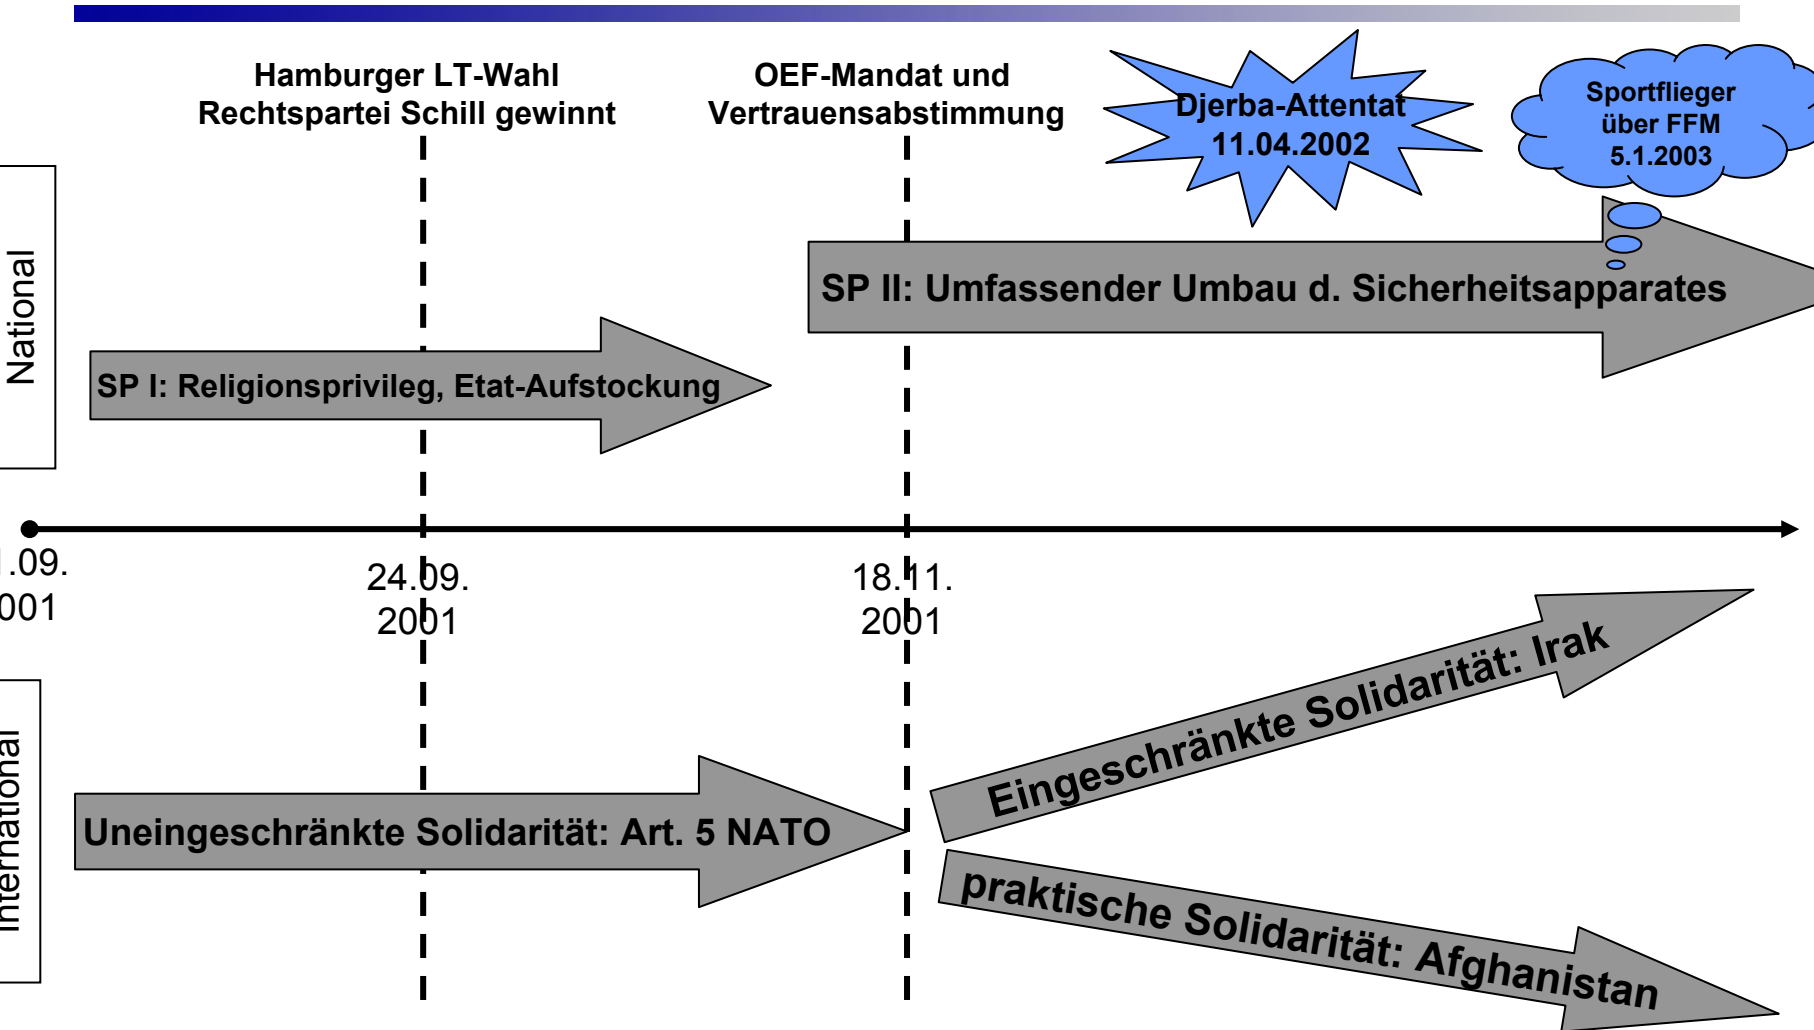 Hamburger LT-Wahl
Rechtspartei Schill gewinnt
OEF-Mandat und
Vertrauensabstimmung
Djerba-Attentat
11.04.2002
Sportflieger
über FFM
5.1.2003
National
SP II: Umfassender Umbau d. Sicherheitsapparates
SP I: Religionsprivileg, Etat-Aufstockung
.09.
001
24.09.
2001
18.11.
2001
International
Eingeschränkte Solidarität: Irak
Uneingeschränkte Solidarität: Art. 5 NATO
praktische Solidarität: Afghanistan